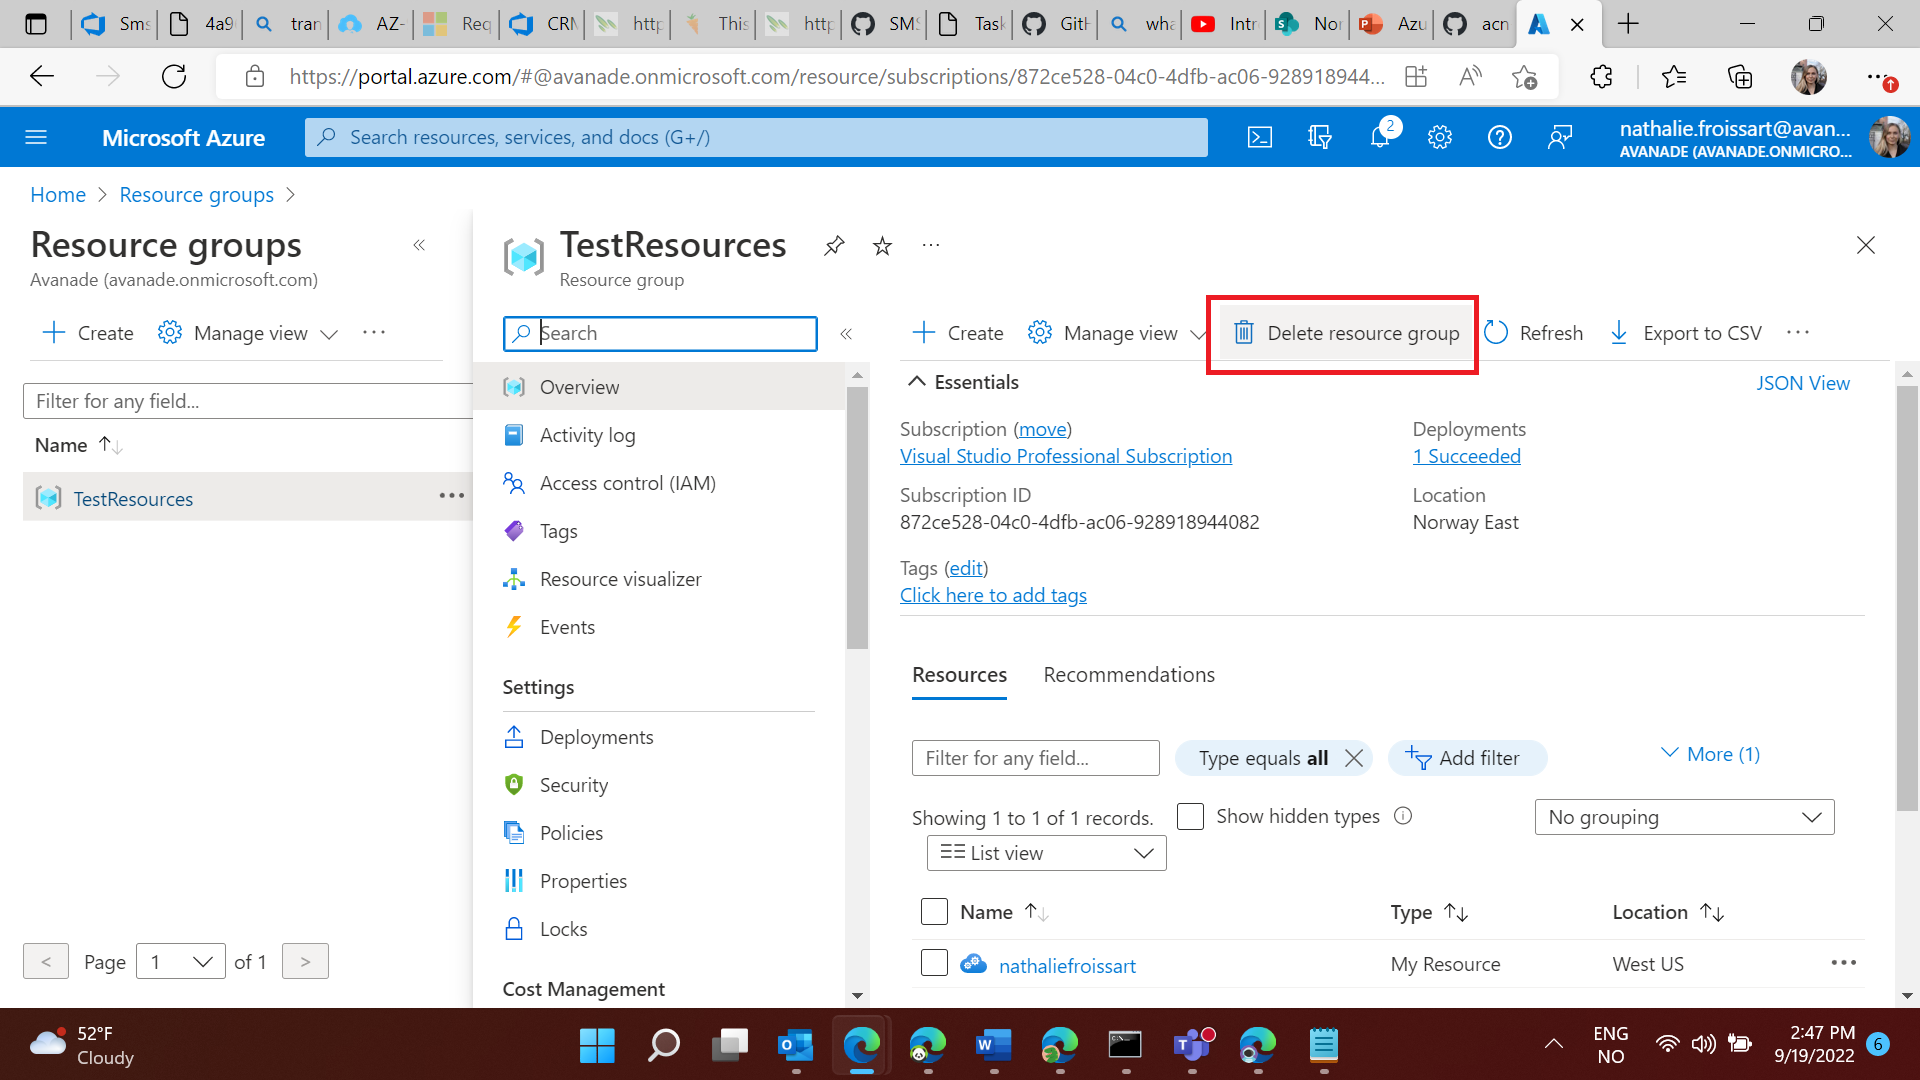 Sms
4a9
tran
AZ-
Req
CRM
http
This
http
SMS
Task
GitH
wha
Intr
Nor
Azu
acn
https://portal.azure.com/#@avanade.onmicrosoft.com/resource/subscriptions/872ce528-04c0-4dfb-ac06-928918944...
Microsoft Azure
Search resources, services, and docs (G+/)
2
nathalie.froissart@avan...
AVANADE (AVANADE.ONMICRO...
Home > Resource groups >
Resource groups
Avanade (avanade.onmicrosoft.com)
Create
Manage view
Filter for any field...
Name
TestResources
< Page 1 of 1 >
TestResources
Resource group
Search
Overview
Activity log
Access control (IAM)
Tags
Resource visualizer
Events
Settings
Deployments
Security
Policies
Properties
Locks
Cost Management
Create
Manage view
Delete resource group
Refresh
Export to CSV
Essentials
JSON View
Subscription (move)
Visual Studio Professional Subscription
Deployments
1 Succeeded
Subscription ID
872ce528-04c0-4dfb-ac06-928918944082
Location
Norway East
Tags (edit)
Click here to add tags
Resources
Recommendations
Filter for any field...
Type equals all
Add filter
More (1)
Showing 1 to 1 of 1 records.
Show hidden types
No grouping
List view
Name
Type
Location
nathaliefroissart
My Resource
West US
52°F
Cloudy
ENG
NO
2:47 PM
9/19/2022
6